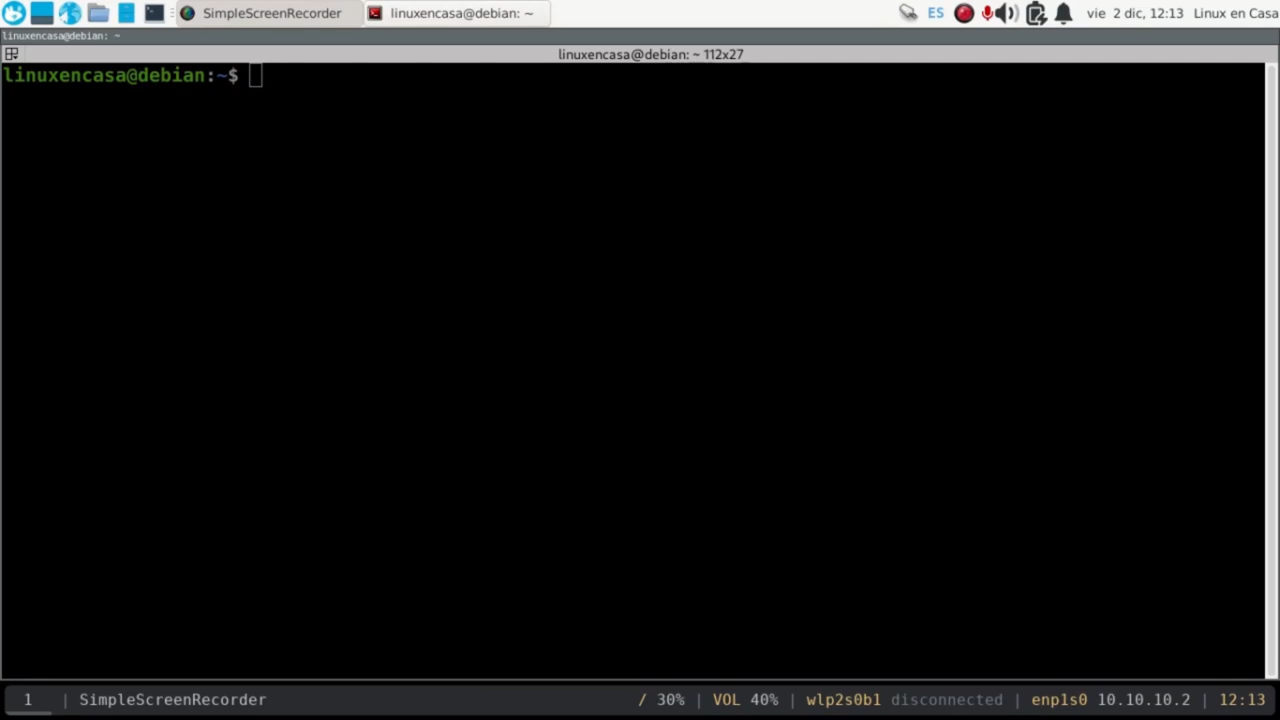 SimpleScreenRecorder linuxencasa@debian: ~ ES vie 2 dic, 12:13 Linux en Casa
linuxencasa@debian: ~
linuxencasa@debian: ~ 112x27
linuxencasa@debian:~$
1 | SimpleScreenRecorder / 30% | VOL 40% | wlp2s0b1 disconnected | enp1s0 10.10.10.2 | 12:13